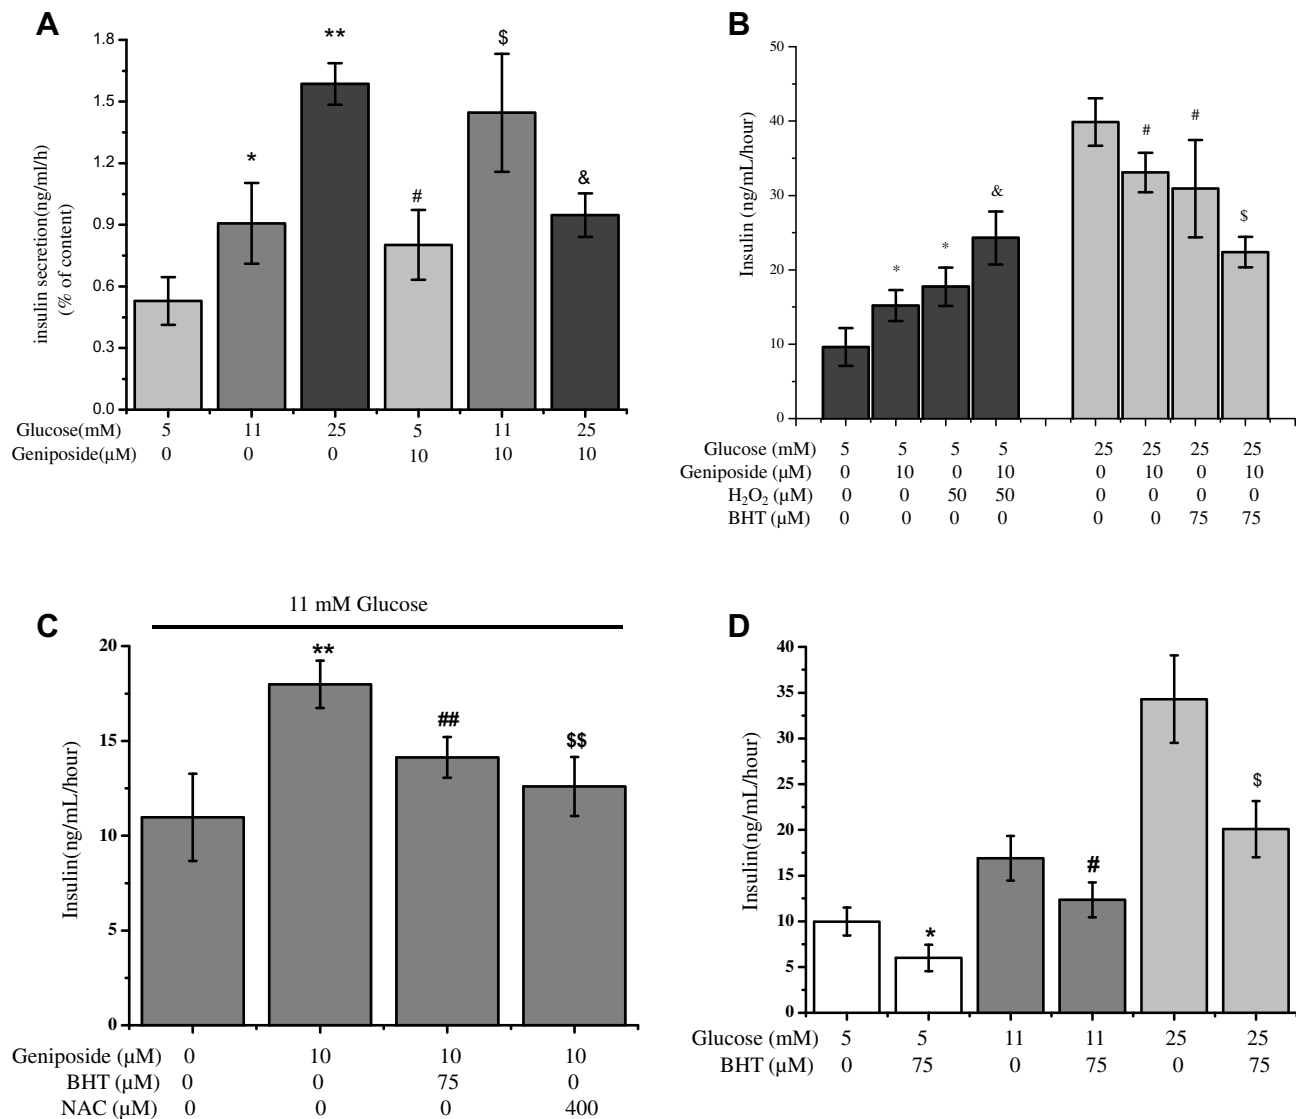 A
1.8
1.5
1.2
0.9
0.6
0.3
0.0
insulin secretion(ng/ml/h)
(% of content)
* ** # $ &
Glucose(mM) 5 11 25 5 11 25
Geniposide(μM) 0 0 0 10 10 10
B
50
40
30
20
10
0
Insulin (ng/mL/hour)
* * & # # $
Glucose (mM) 5 5 5 5 25 25 25 25
Geniposide (μM) 0 10 0 10 0 10 0 10
H₂O₂ (μM) 0 0 50 50 0 0 0 0
BHT (μM) 0 0 0 0 0 0 75 75
C
11 mM Glucose
20
15
10
5
0
Insulin(ng/mL/hour)
** ## $$
Geniposide (μM) 0 10 10 10
BHT (μM) 0 0 75 0
NAC (μM) 0 0 0 400
D
40
35
30
25
20
15
10
5
0
Insulin(ng/mL/hour)
* # $
Glucose (mM) 5 5 11 11 25 25
BHT (μM) 0 75 0 75 0 75